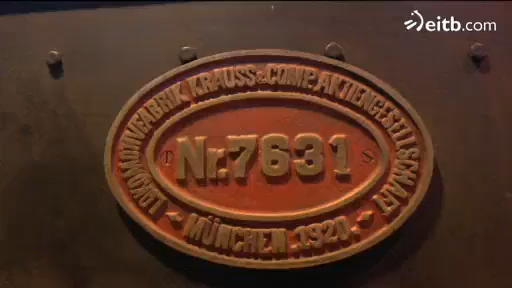 eitb.com
LOKOMOTIVFABRIK KRAUSS & COMP. AKTIENGESELLSCHAFT
T Nr.7631 S
~ MÜNCHEN 1920. ~